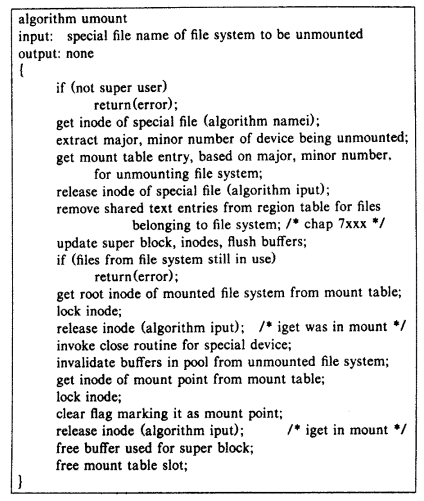 algorithm umount
input: special file name of file system to be unmounted
output: none
{
if (not super user)
return(error);
get inode of special file (algorithm namei);
extract major, minor number of device being unmounted;
get mount table entry, based on major, minor number,
for unmounting file system;
release inode of special file (algorithm iput);
remove shared text entries from region table for files
belonging to file system; /* chap 7xxx */
update super block, inodes, flush buffers;
if (files from file system still in use)
return(error);
get root inode of mounted file system from mount table;
lock inode;
release inode (algorithm iput); /* iget was in mount */
invoke close routine for special device;
invalidate buffers in pool from unmounted file system;
get inode of mount point from mount table;
lock inode;
clear flag marking it as mount point;
release inode (algorithm iput); /* iget in mount */
free buffer used for super block;
free mount table slot;
}